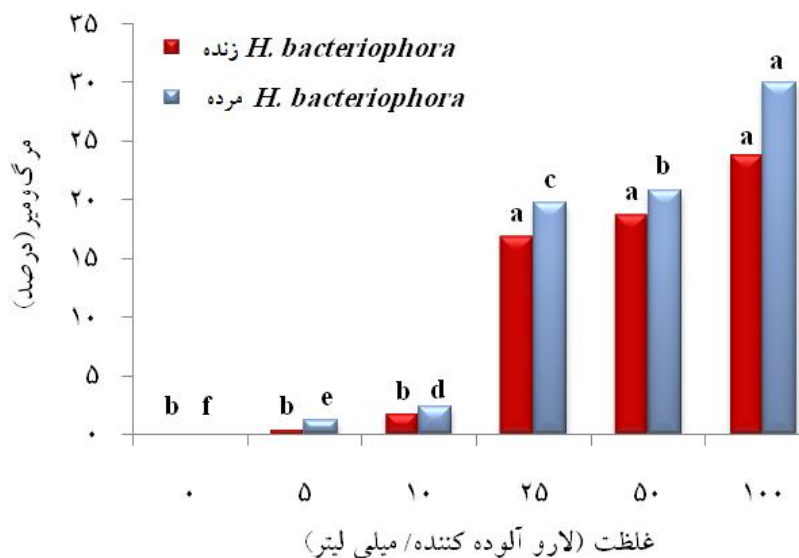 ۳۵
۳۰
۲۵
۲۰
۱۵
۱۰
۵
۰
مرگ‌ومیر(درصد)
زنده H. bacteriophora
مرده H. bacteriophora
b f
b e
b d
a c
a b
a a
۰ ۵ ۱۰ ۲۵ ۵۰ ۱۰۰
غلظت (لارو آلوده کننده/ میلی لیتر)